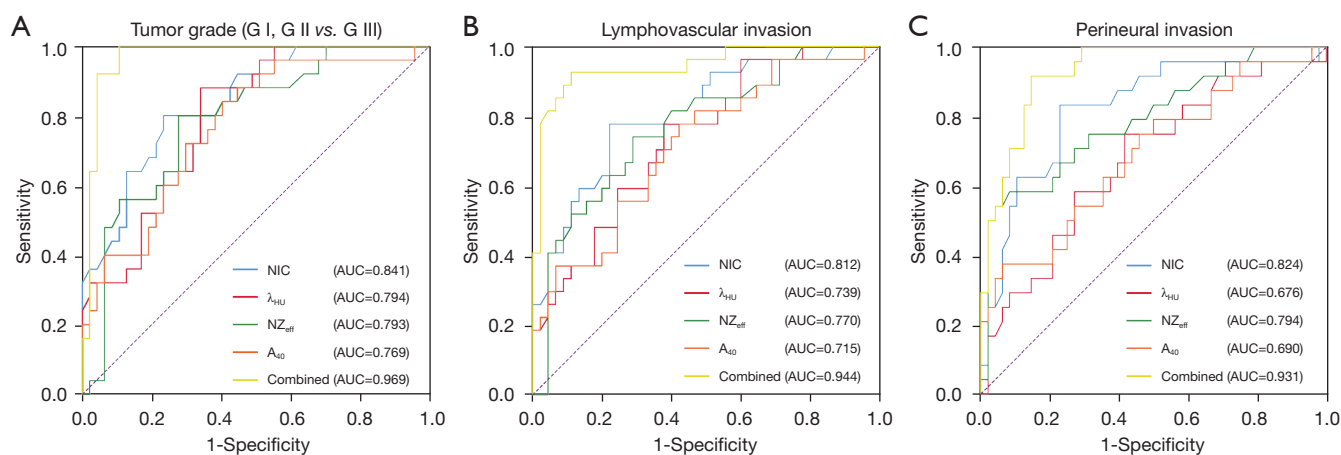 A
Tumor grade (G I, G II vs. G III)
Sensitivity
1.0
0.8
0.6
0.4
0.2
0.0
NIC (AUC=0.841)
λHU (AUC=0.794)
NZeff (AUC=0.793)
A40 (AUC=0.769)
Combined (AUC=0.969)
0.0 0.2 0.4 0.6 0.8 1.0
1-Specificity
B
Lymphovascular invasion
Sensitivity
1.0
0.8
0.6
0.4
0.2
0.0
NIC (AUC=0.812)
λHU (AUC=0.739)
NZeff (AUC=0.770)
A40 (AUC=0.715)
Combined (AUC=0.944)
0.0 0.2 0.4 0.6 0.8 1.0
1-Specificity
C
Perineural invasion
Sensitivity
1.0
0.8
0.6
0.4
0.2
0.0
NIC (AUC=0.824)
λHU (AUC=0.676)
NZeff (AUC=0.794)
A40 (AUC=0.690)
Combined (AUC=0.931)
0.0 0.2 0.4 0.6 0.8 1.0
1-Specificity